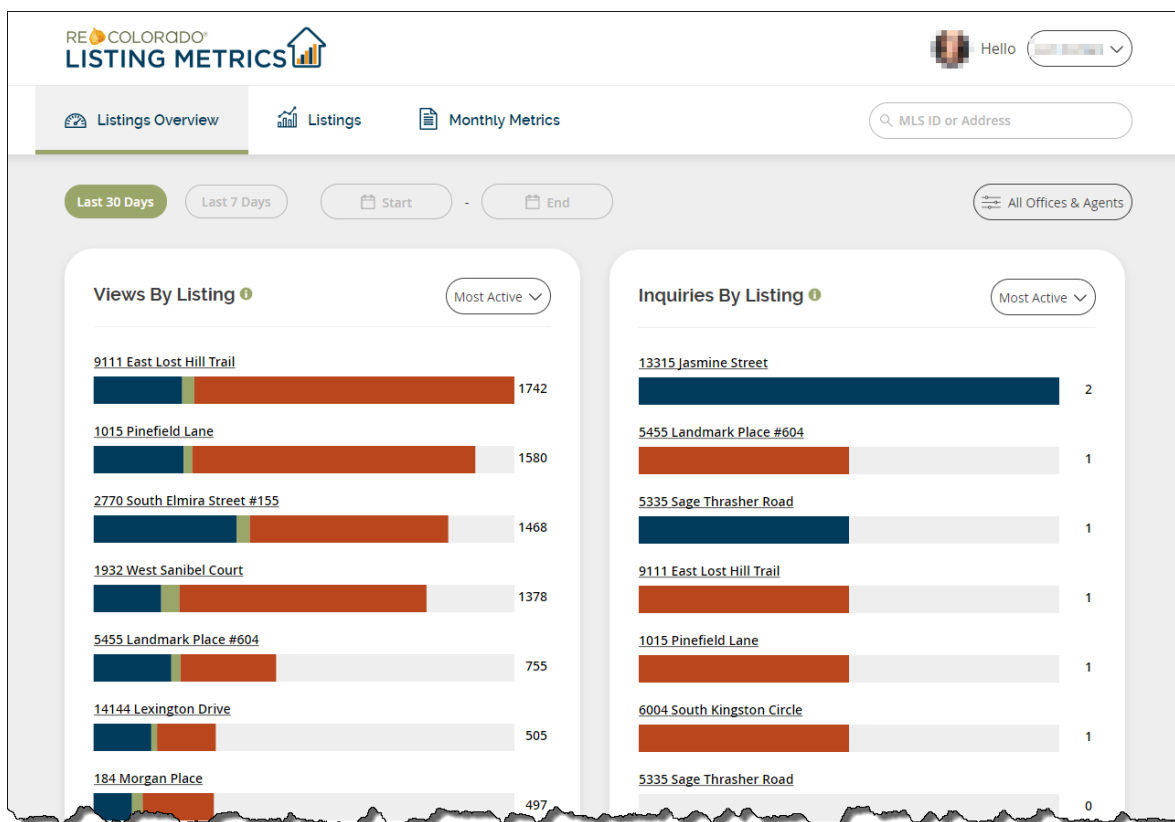 RECOLORADO®
LISTING METRICS
Hello
Listings Overview
Listings
Monthly Metrics
MLS ID or Address
Last 30 Days
Last 7 Days
Start
-
End
All Offices & Agents
Views By Listing
Most Active
9111 East Lost Hill Trail
1742
1015 Pinefield Lane
1580
2770 South Elmira Street #155
1468
1932 West Sanibel Court
1378
5455 Landmark Place #604
755
14144 Lexington Drive
505
184 Morgan Place
497
Inquiries By Listing
Most Active
13315 Jasmine Street
2
5455 Landmark Place #604
1
5335 Sage Thrasher Road
1
9111 East Lost Hill Trail
1
1015 Pinefield Lane
1
6004 South Kingston Circle
1
5335 Sage Thrasher Road
0